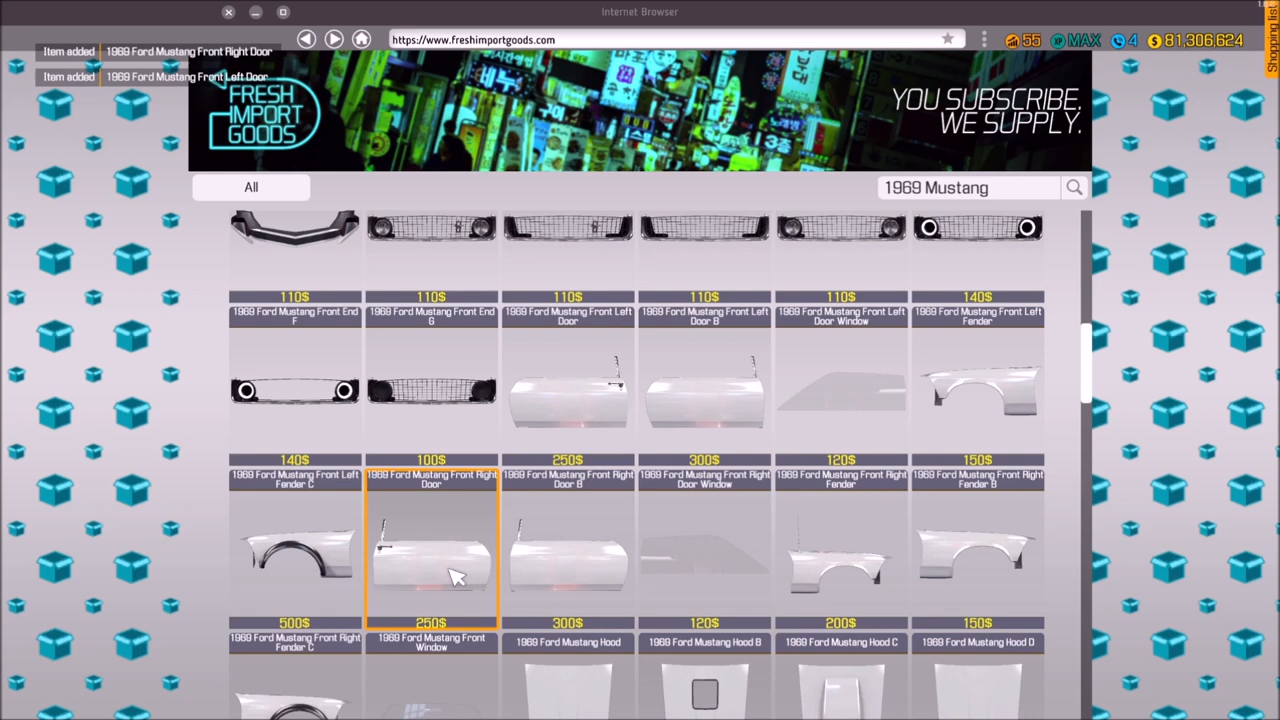 Internet Browser
1.6.
Shopping list
https://www.freshimportgoods.com
55
XP MAX
4
$ 81,306,624
Item added 1969 Ford Mustang Front Right Door
Item added 1969 Ford Mustang Front Left Door
FRESH
IMPORT
GOODS
YOU SUBSCRIBE.
WE SUPPLY.
All
1969 Mustang
110$ 110$ 110$ 110$ 110$ 140$
1969 Ford Mustang Front End
F
1969 Ford Mustang Front End
G
1969 Ford Mustang Front Left
Door
1969 Ford Mustang Front Left
Door B
1969 Ford Mustang Front Left
Door Window
1969 Ford Mustang Front Left
Fender
140$ 100$ 250$ 300$ 120$ 150$
1969 Ford Mustang Front Left
Fender C
1969 Ford Mustang Front Right
Door
1969 Ford Mustang Front Right
Door B
1969 Ford Mustang Front Right
Door Window
1969 Ford Mustang Front Right
Fender
1969 Ford Mustang Front Right
Fender B
500$ 250$ 300$ 120$ 200$ 150$
1969 Ford Mustang Front Right
Fender C
1969 Ford Mustang Front
Window
1969 Ford Mustang Hood
1969 Ford Mustang Hood B
1969 Ford Mustang Hood C
1969 Ford Mustang Hood D